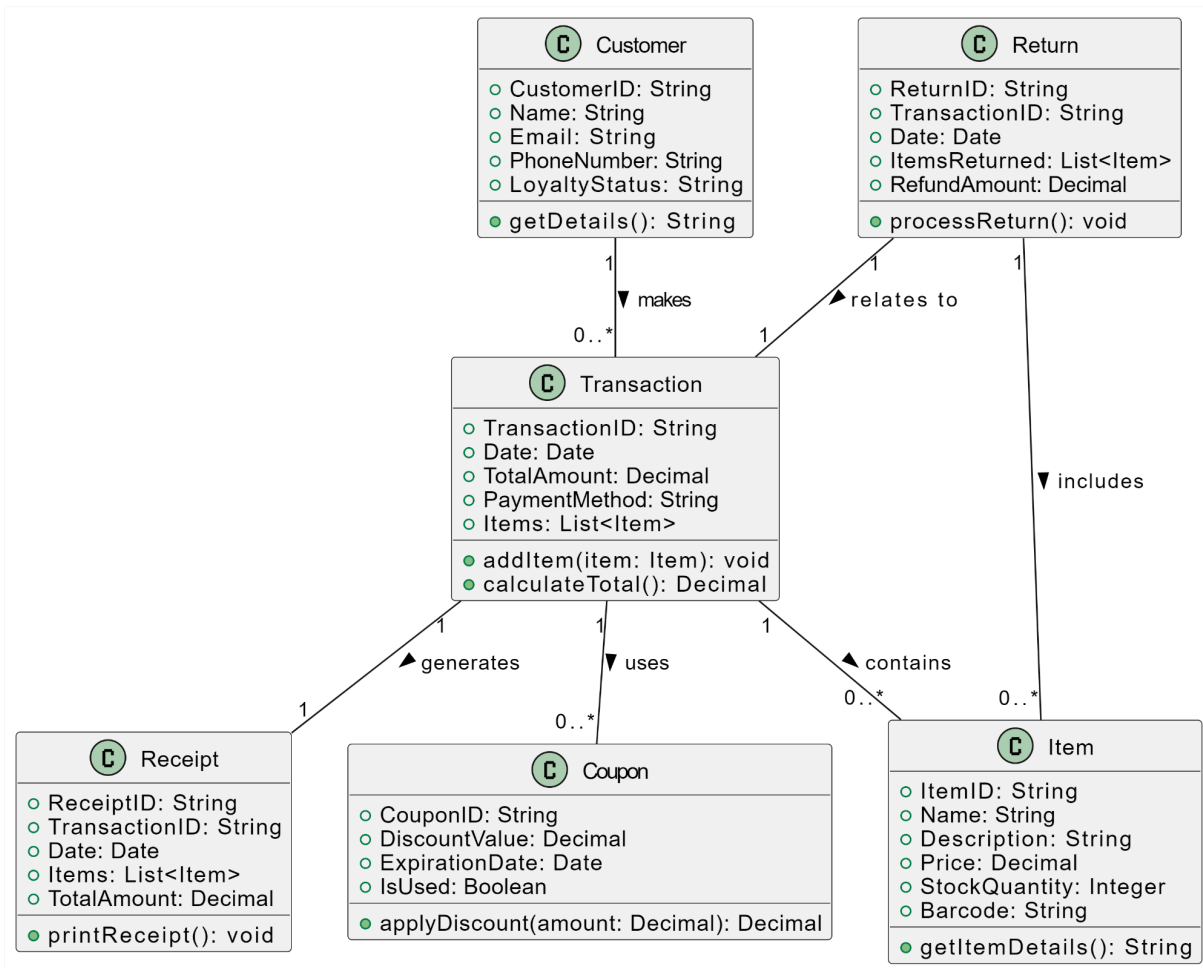 C Customer
CustomerID: String
Name: String
Email: String
PhoneNumber: String
LoyaltyStatus: String
getDetails(): String
C Return
ReturnID: String
TransactionID: String
Date: Date
ItemsReturned: List<Item>
RefundAmount: Decimal
processReturn(): void
1
makes
0..*
1
relates to
1
1
includes
0..*
C Transaction
TransactionID: String
Date: Date
TotalAmount: Decimal
PaymentMethod: String
Items: List<Item>
addItem(item: Item): void
calculateTotal(): Decimal
1
generates
1
1
uses
0..*
1
contains
0..*
C Receipt
ReceiptID: String
TransactionID: String
Date: Date
Items: List<Item>
TotalAmount: Decimal
printReceipt(): void
C Coupon
CouponID: String
DiscountValue: Decimal
ExpirationDate: Date
IsUsed: Boolean
applyDiscount(amount: Decimal): Decimal
C Item
ItemID: String
Name: String
Description: String
Price: Decimal
StockQuantity: Integer
Barcode: String
getItemDetails(): String